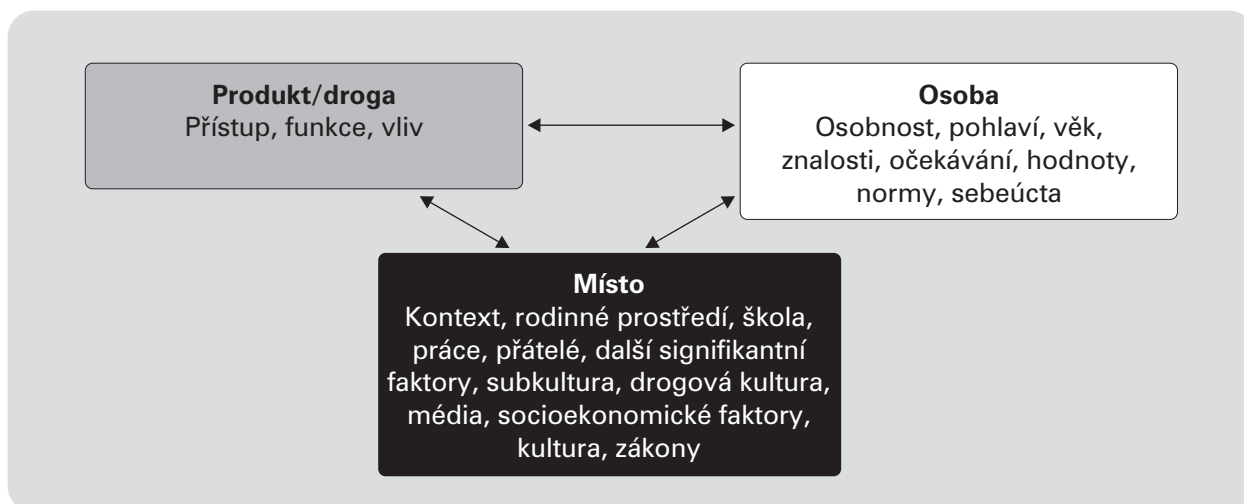 Produkt/droga
Přístup, funkce, vliv
Osoba
Osobnost, pohlaví, věk,
znalosti, očekávání, hodnoty,
normy, sebeúcta
Místo
Kontext, rodinné prostředí, škola,
práce, přátelé, další signifikantní
faktory, subkultura, drogová kultura,
média, socioekonomické faktory,
kultura, zákony